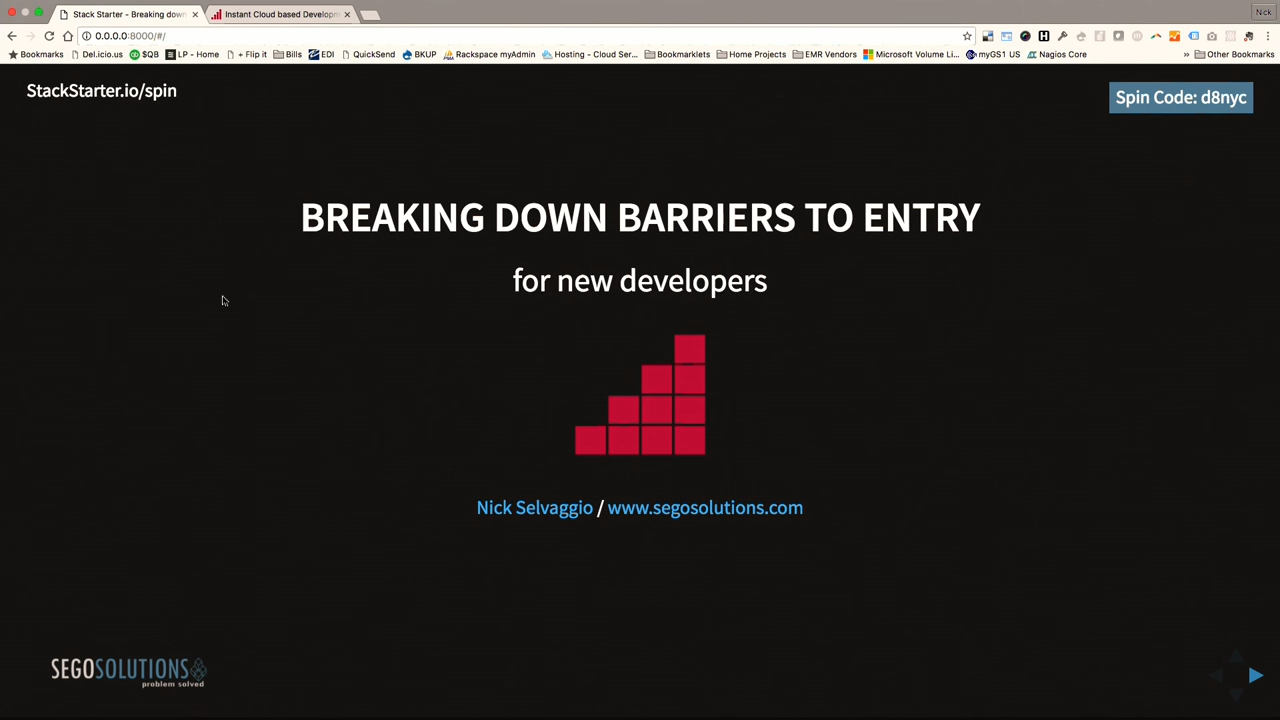 Stack Starter - Breaking down
Instant Cloud based Developm
Nick
0.0.0.0:8000/#/
Bookmarks Del.icio.us $QB LP - Home + Flip it Bills EDI QuickSend BKUP Rackspace myAdmin Hosting - Cloud Ser... Bookmarklets Home Projects EMR Vendors Microsoft Volume Li... myGS1 US Nagios Core » Other Bookmarks
StackStarter.io/spin
Spin Code: d8nyc
BREAKING DOWN BARRIERS TO ENTRY
for new developers
Nick Selvaggio / www.segosolutions.com
SEGOSOLUTIONS
problem solved